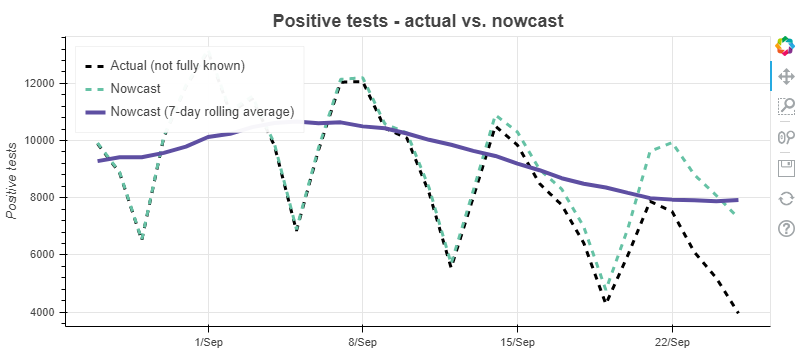 Positive tests - actual vs. nowcast
Actual (not fully known)
Nowcast
Nowcast (7-day rolling average)
Positive tests
12000
10000
8000
6000
4000
1/Sep
8/Sep
15/Sep
22/Sep